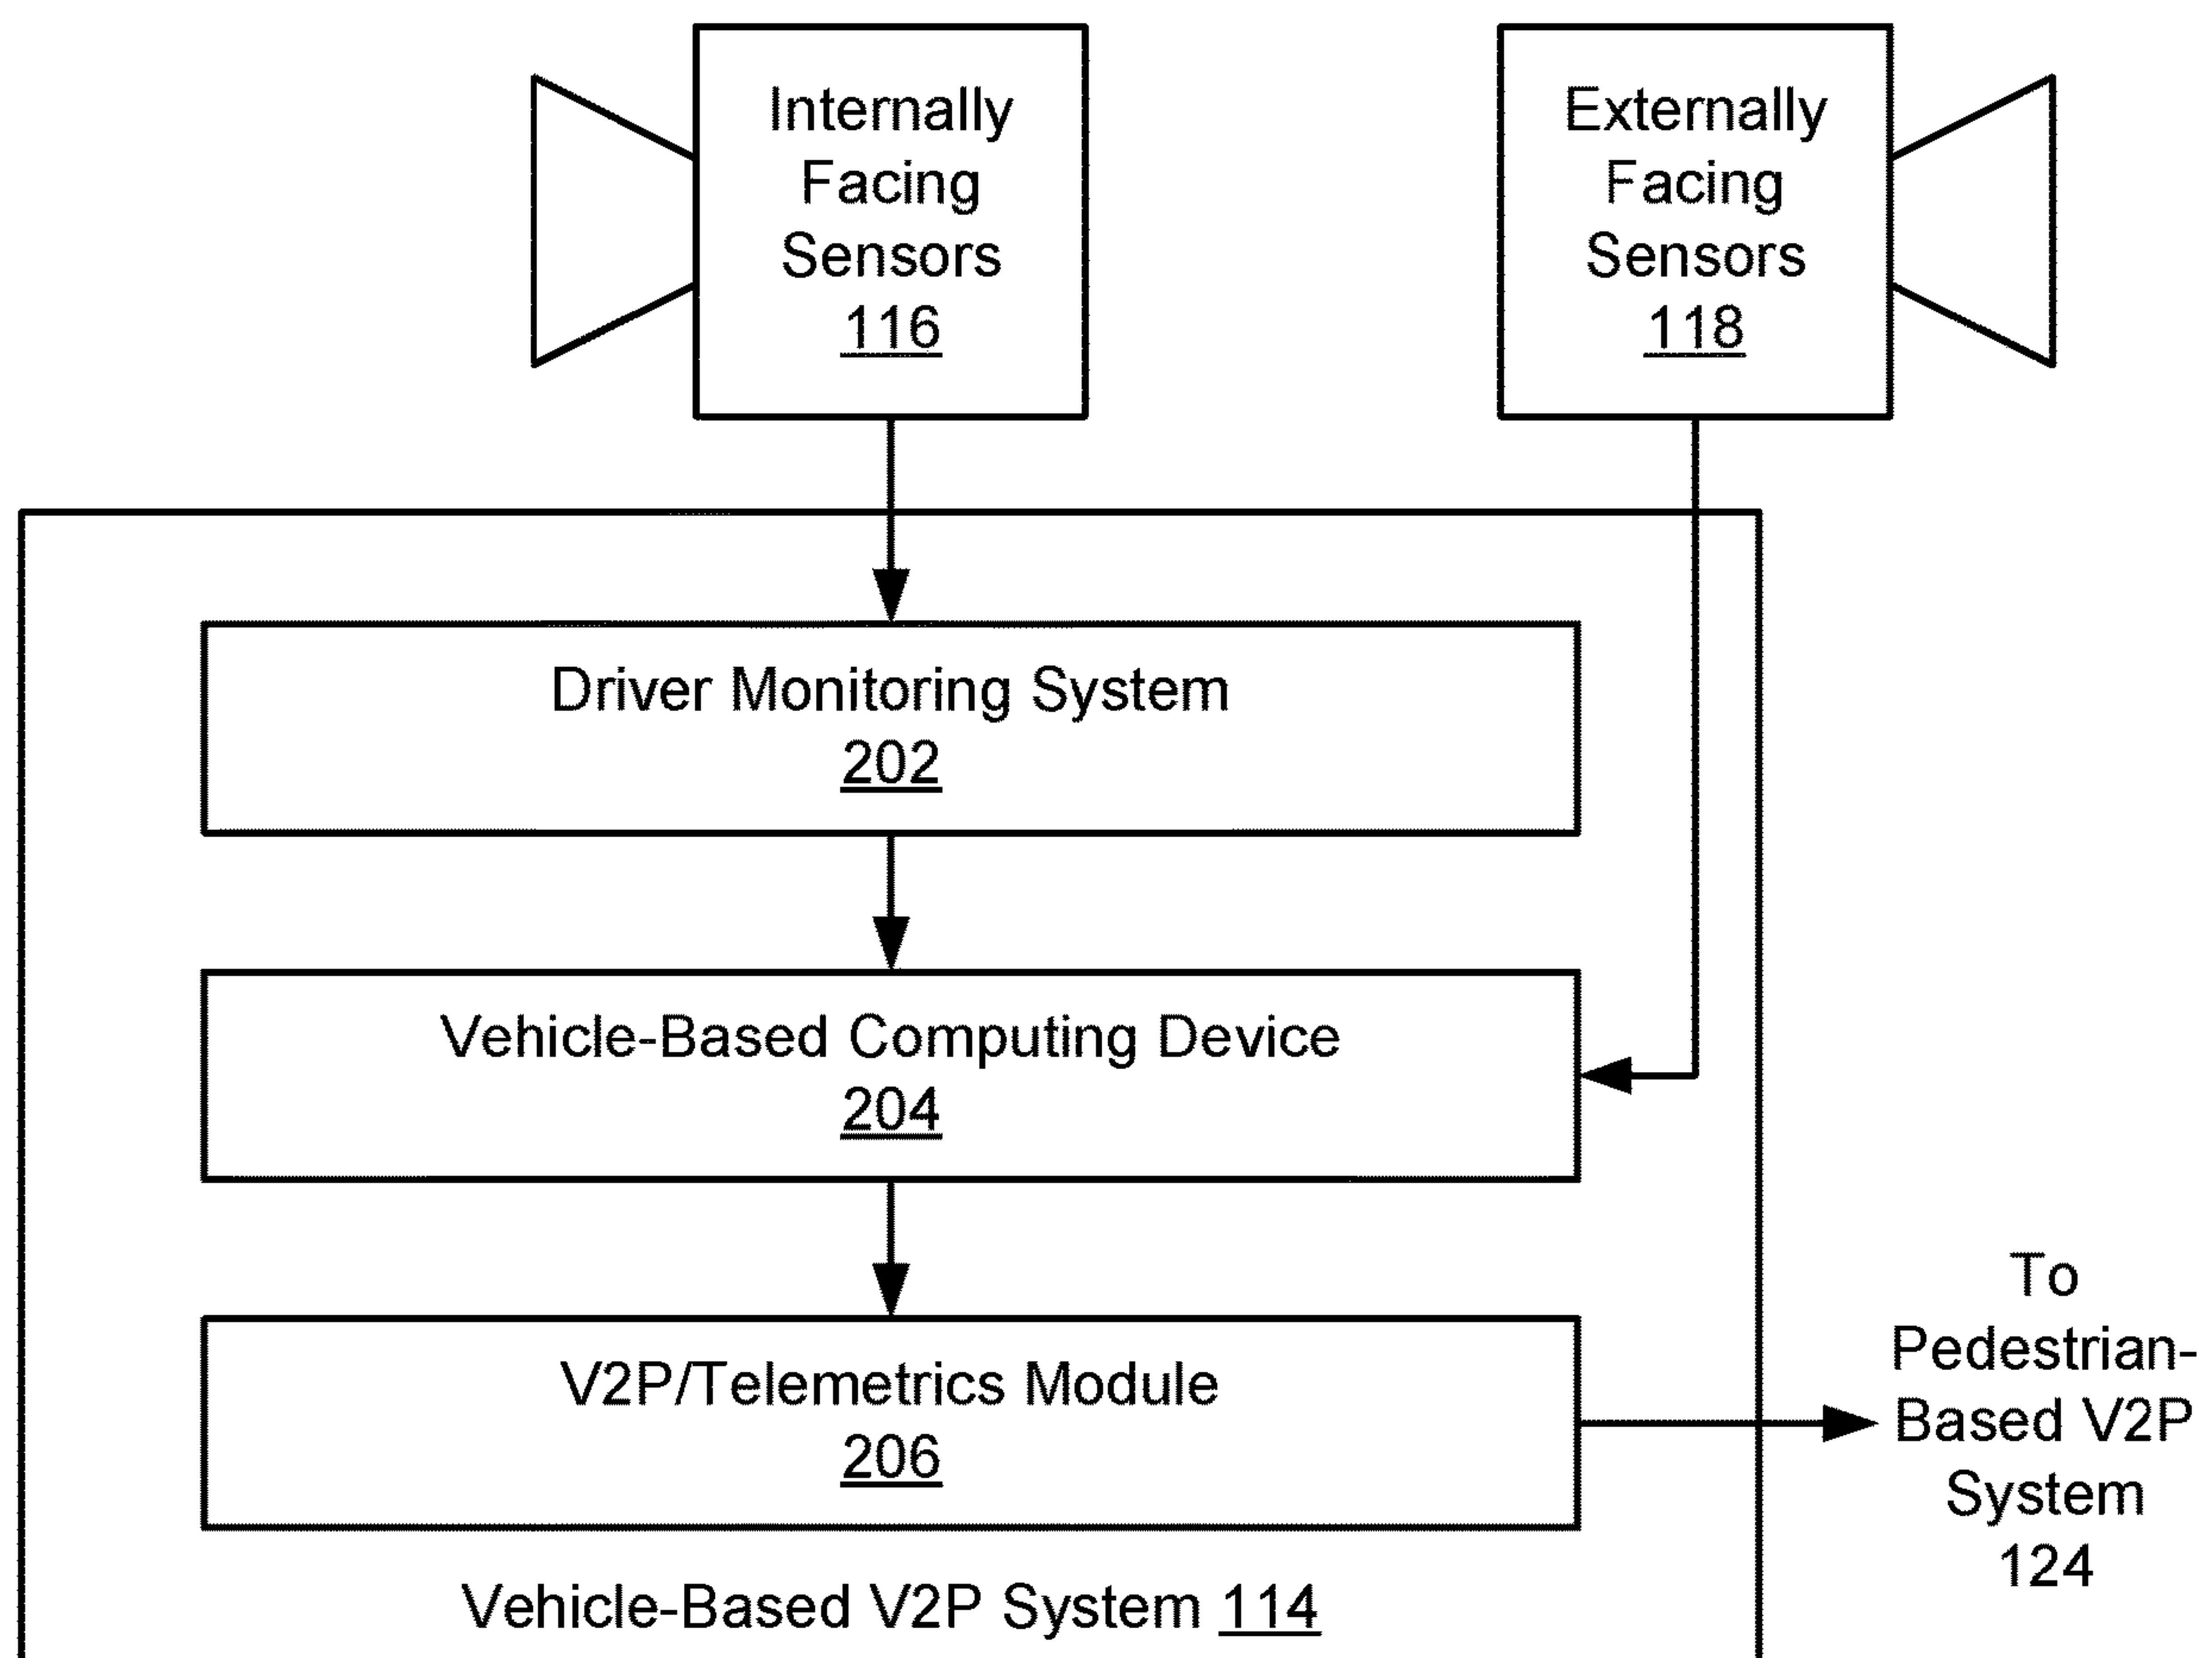 Internally
Facing
Sensors
116
Externally
Facing
Sensors
118
Driver Monitoring System
202
Vehicle-Based Computing Device
204
V2P/Telemetrics Module
206
To
Pedestrian-
Based V2P
System
124
Vehicle-Based V2P System 114